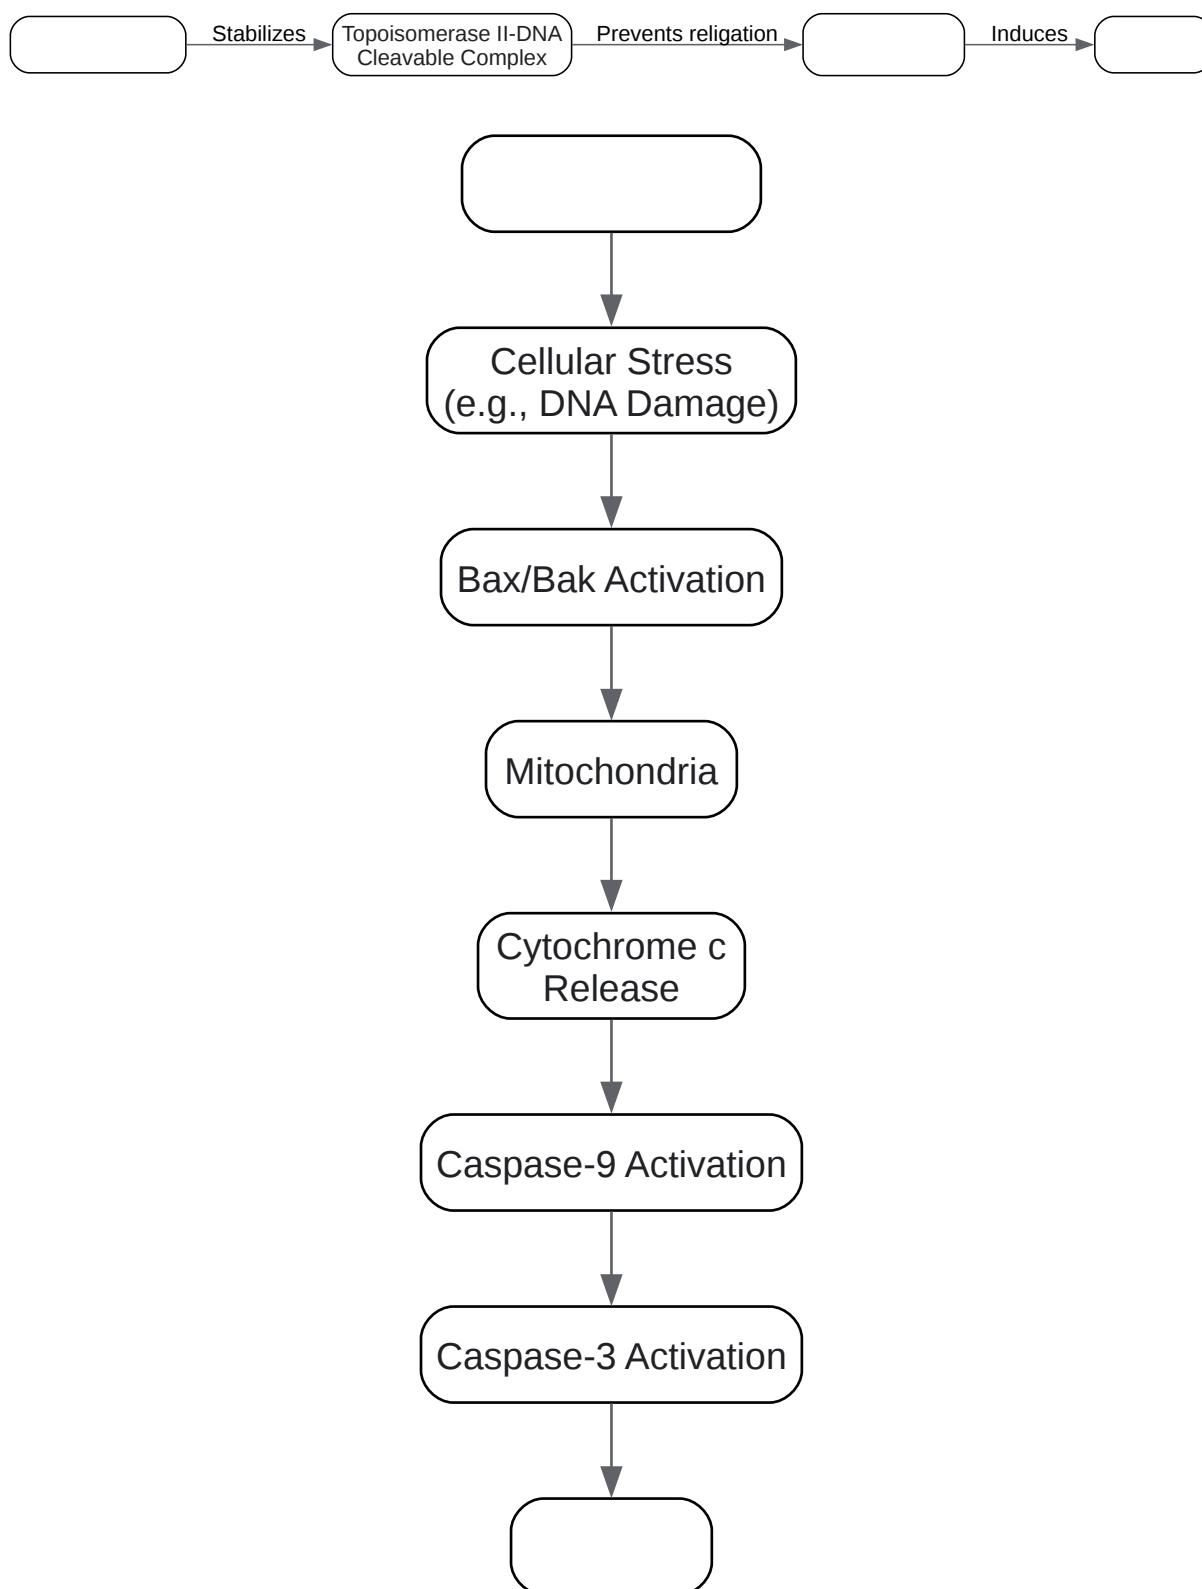 Stabilizes
Topoisomerase II-DNA
Cleavable Complex
Prevents religation
Induces
Cellular Stress
(e.g., DNA Damage)
Bax/Bak Activation
Mitochondria
Cytochrome c
Release
Caspase-9 Activation
Caspase-3 Activation